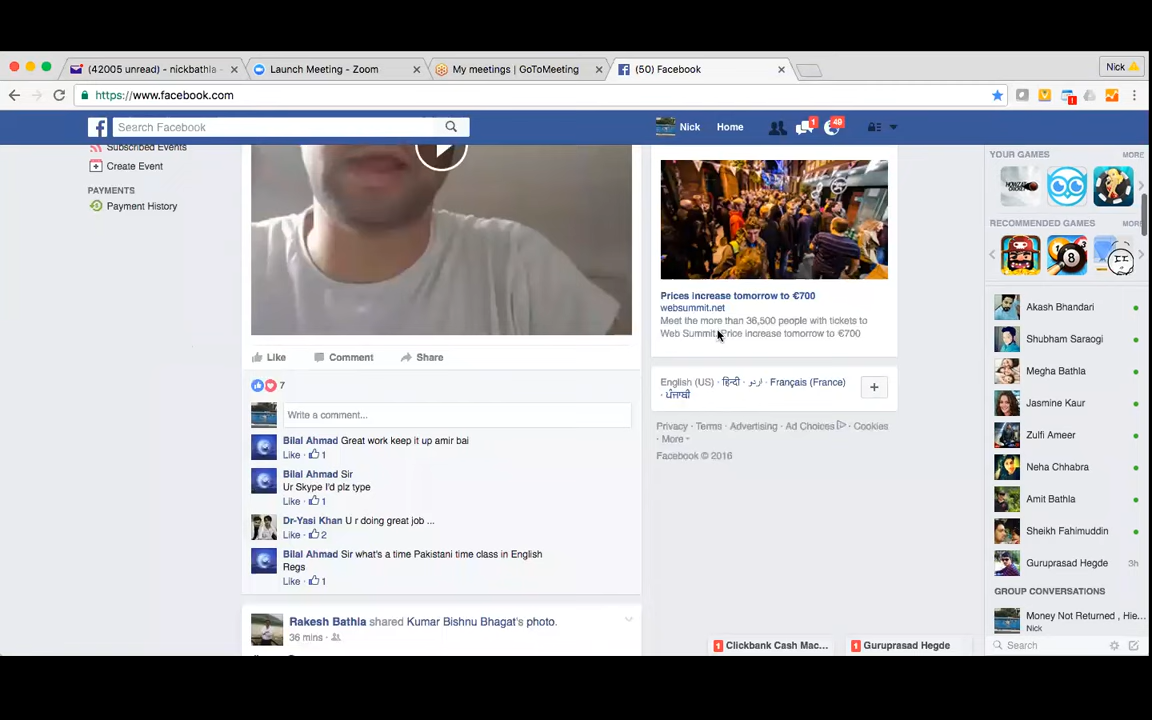 (42005 unread) - nickbathla
Launch Meeting - Zoom
My meetings | GoToMeeting
(50) Facebook
Nick
https://www.facebook.com
Search Facebook
Nick
Home
1
49
Subscribed Events
Create Event
PAYMENTS
Payment History
Like
Comment
Share
7
Write a comment...
Bilal Ahmad Great work keep it up amir bai
Like · 1
Bilal Ahmad Sir
Ur Skype I'd plz type
Like · 1
Dr-Yasi Khan U r doing great job ...
Like · 2
Bilal Ahmad Sir what's a time Pakistani time class in English
Regs
Like · 1
Rakesh Bathla shared Kumar Bishnu Bhagat's photo.
36 mins ·
Prices increase tomorrow to €700
websummit.net
Meet the more than 36,500 people with tickets to
Web Summit. Price increase tomorrow to €700
English (US) · हिन्दी · اردو · Français (France)
· ਪੰਜਾਬੀ
Privacy · Terms · Advertising · Ad Choices · Cookies
· More
Facebook © 2016
YOUR GAMES
MORE
RECOMMENDED GAMES
MORE
8
Akash Bhandari
Shubham Saraogi
Megha Bathla
Jasmine Kaur
Zulfi Ameer
Neha Chhabra
Amit Bathla
Sheikh Fahimuddin
Guruprasad Hegde 3h
GROUP CONVERSATIONS
Money Not Returned , Hie...
Nick
1 Clickbank Cash Mac...
1 Guruprasad Hegde
Search